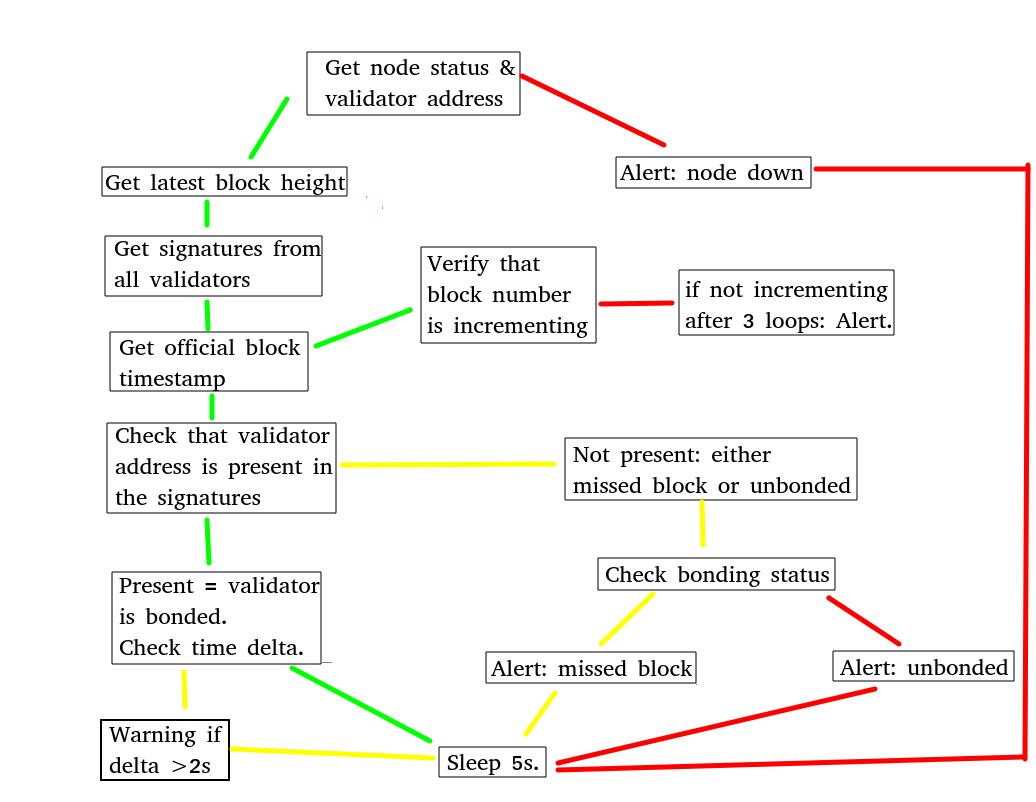 Get node status &
validator address
Alert: node down
Get latest block height
Get signatures from
all validators
Verify that
block number
is incrementing
if not incrementing
after 3 loops: Alert.
Get official block
timestamp
Check that validator
address is present in
the signatures
Not present: either
missed block or unbonded
Check bonding status
Present = validator
is bonded.
Check time delta.
Alert: missed block
Alert: unbonded
Warning if
delta >2s
Sleep 5s.